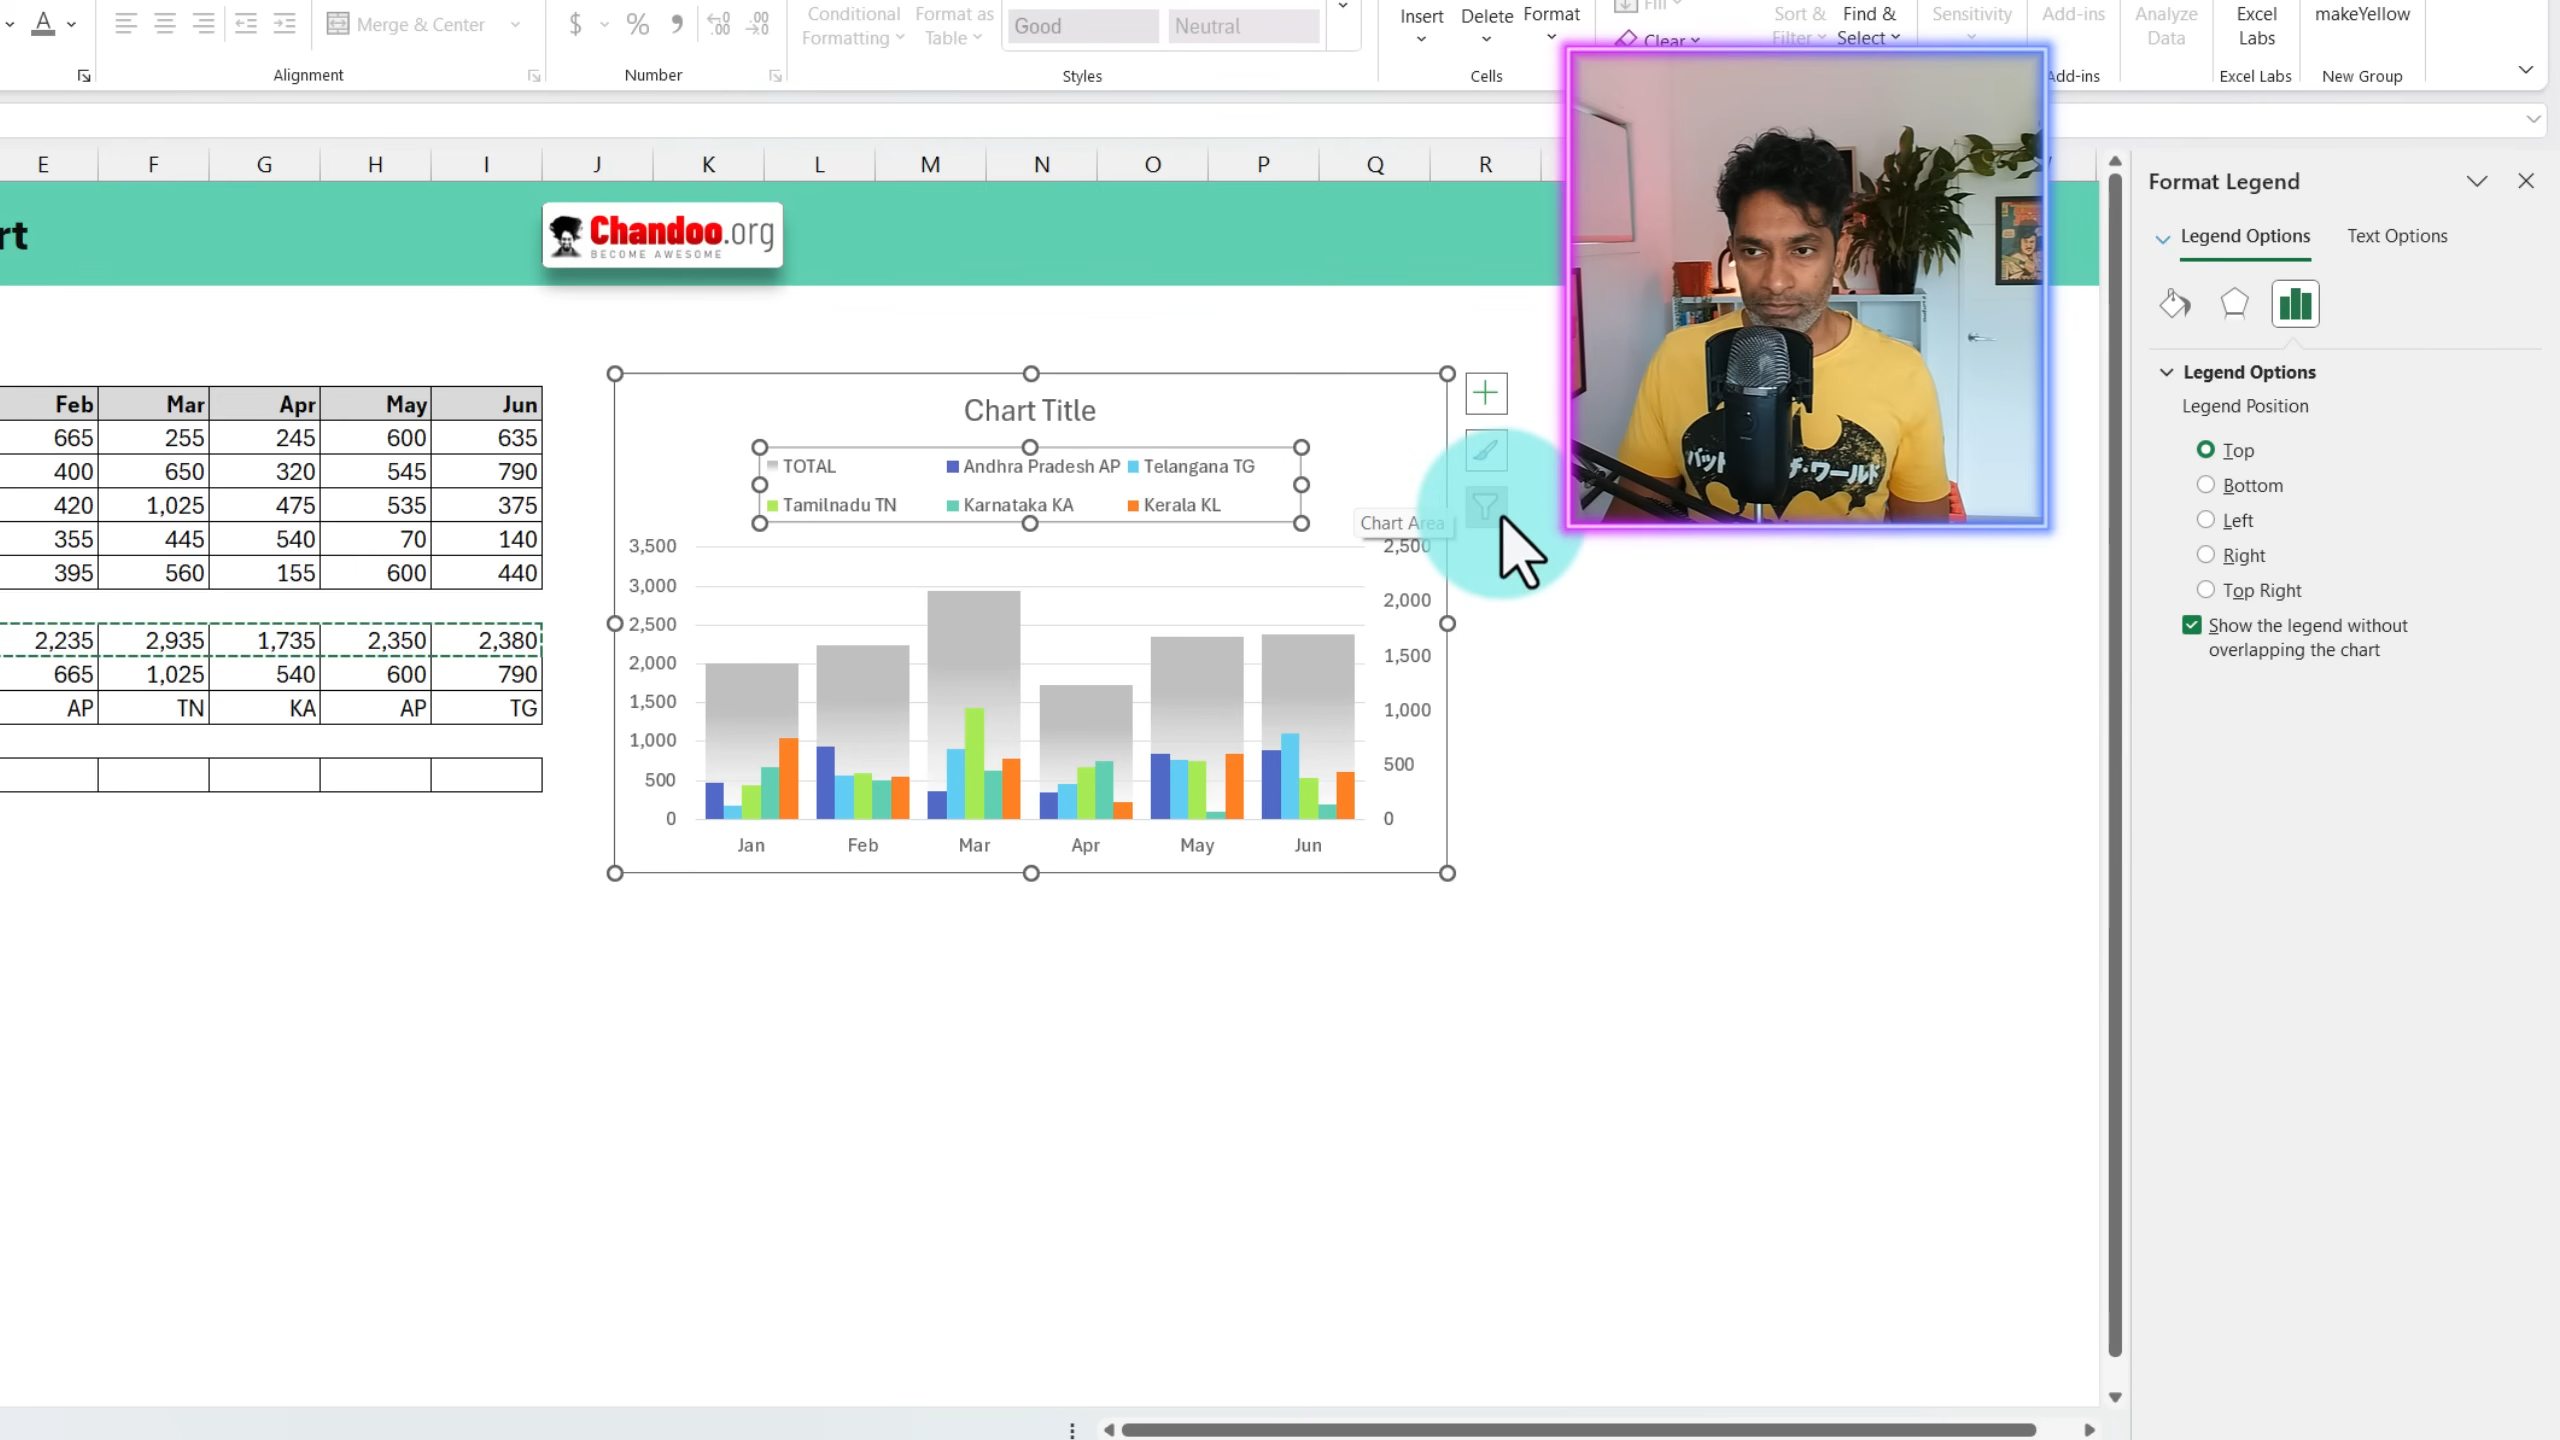 Merge & Center
Conditional Formatting
Format as Table
Good
Neutral
Insert
Delete
Format
Fill
Clear
Sort & Filter
Find & Select
Sensitivity
Add-ins
Analyze Data
Excel Labs
makeYellow
Alignment
Number
Styles
Cells
Add-ins
Excel Labs
New Group
E F G H I J K L M N O P Q R
rt
Chandoo.org
BECOME AWESOME
Feb Mar Apr May Jun
665 255 245 600 635
400 650 320 545 790
420 1,025 475 535 375
355 445 540 70 140
395 560 155 600 440
2,235 2,935 1,735 2,350 2,380
665 1,025 540 600 790
AP TN KA AP TG
Chart Title
TOTAL Andhra Pradesh AP Telangana TG
Tamilnadu TN Karnataka KA Kerala KL
Chart Area
3,500
3,000
2,500
2,000
1,500
1,000
500
0
2,500
2,000
1,500
1,000
500
0
Jan Feb Mar Apr May Jun
Format Legend
Legend Options Text Options
Legend Options
Legend Position
Top
Bottom
Left
Right
Top Right
Show the legend without
overlapping the chart